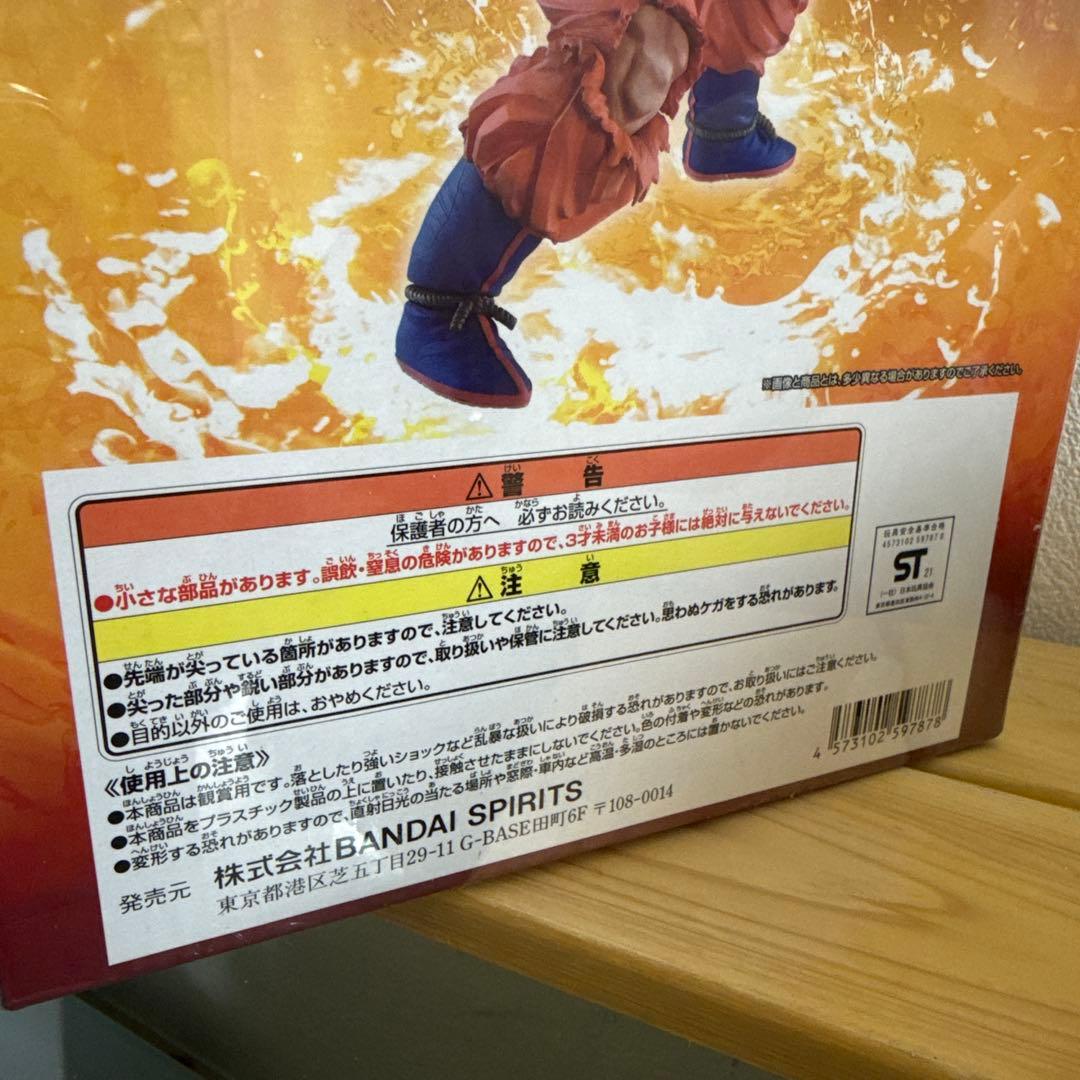 ※画像と商品とは、多少異なる場合がありますのでご了承ください。
⚠警告
保護者の方へ 必ずお読みください。
●小さな部品があります。誤飲・窒息の危険がありますので、3才未満のお子様には絶対に与えないでください。
⚠注意
●先端が尖っている箇所がありますので、注意してください。
●尖った部分や鋭い部分がありますので、取り扱いや保管に注意してください。思わぬケガをする恐れがあります。
●目的以外のご使用は、おやめください。
《使用上の注意》
●本商品は観賞用です。落としたり強いショックなど乱暴な扱いにより破損する恐れがありますので、お取り扱いにはご注意ください。
●本商品をプラスチック製品の上に置いたり、接触させたままにしないでください。色の付着や変形などの恐れがあります。
●変形する恐れがありますので、直射日光の当たる場所や窓際・車内など高温・多湿のところには置かないでください。
発売元 株式会社BANDAI SPIRITS
東京都港区芝五丁目29-11 G-BASE田町6F 〒108-0014
玩具安全基準合格
4573102 59787 8
ST 21
(一社)日本玩具協会
4 573102 597878